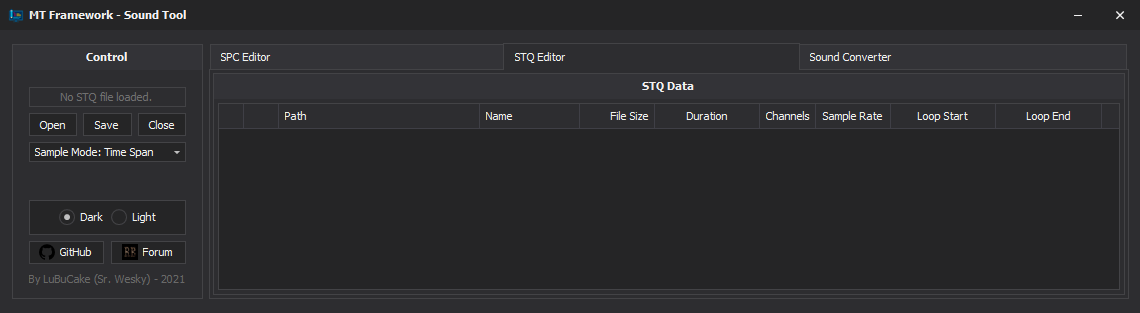 MT Framework - Sound Tool
Control
No STQ file loaded.
Open Save Close
Sample Mode: Time Span
Dark Light
GitHub Forum
By LuBuCake (Sr. Wesky) - 2021
SPC Editor STQ Editor Sound Converter
STQ Data
Path Name File Size Duration Channels Sample Rate Loop Start Loop End